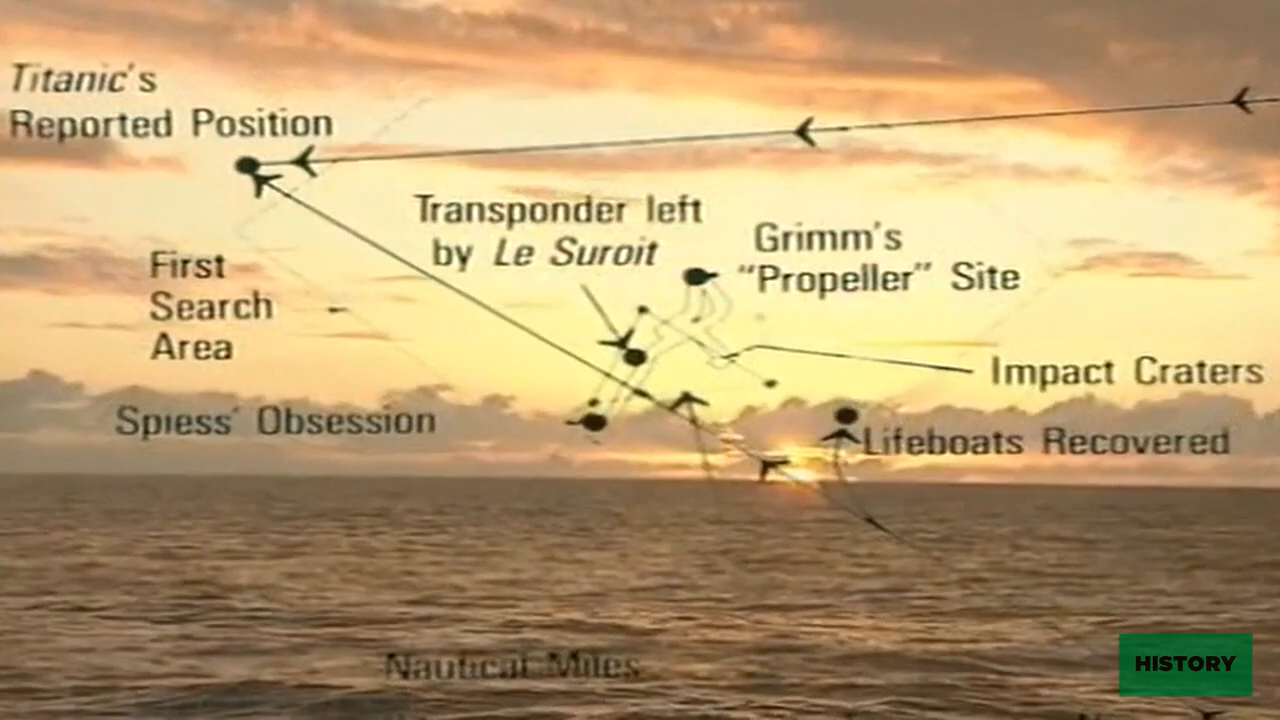 Titanic's
Reported Position
Transponder left
by Le Suroit
Grimm's
"Propeller" Site
First
Search
Area
Impact Craters
Spiess' Obsession
Lifeboats Recovered
Nautical Miles
HISTORY